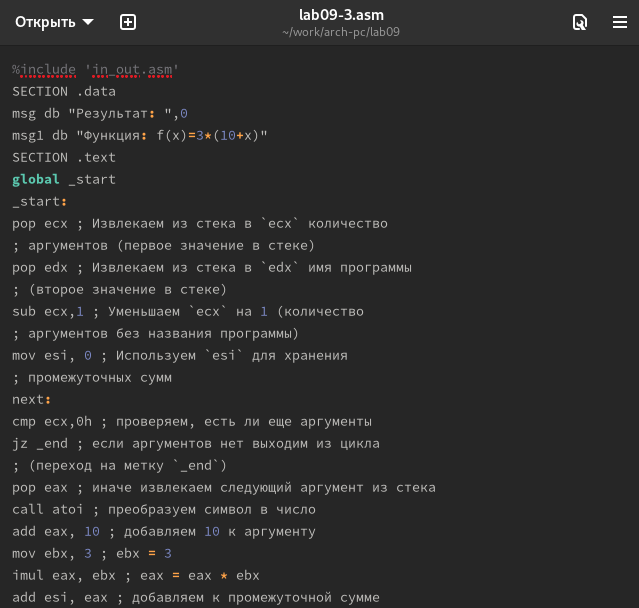 Открыть
lab09-3.asm
~/work/arch-pc/lab09
%include 'in_out.asm'
SECTION .data
msg db "Результат: ",0
msg1 db "Функция: f(x)=3*(10+x)"
SECTION .text
global _start
_start:
pop ecx ; Извлекаем из стека в `ecx` количество
; аргументов (первое значение в стеке)
pop edx ; Извлекаем из стека в `edx` имя программы
; (второе значение в стеке)
sub ecx,1 ; Уменьшаем `ecx` на 1 (количество
; аргументов без названия программы)
mov esi, 0 ; Используем `esi` для хранения
; промежуточных сумм
next:
cmp ecx,0h ; проверяем, есть ли еще аргументы
jz _end ; если аргументов нет выходим из цикла
; (переход на метку `_end`)
pop eax ; иначе извлекаем следующий аргумент из стека
call atoi ; преобразуем символ в число
add eax, 10 ; добавляем 10 к аргументу
mov ebx, 3 ; ebx = 3
imul eax, ebx ; eax = eax * ebx
add esi, eax ; добавляем к промежуточной сумме